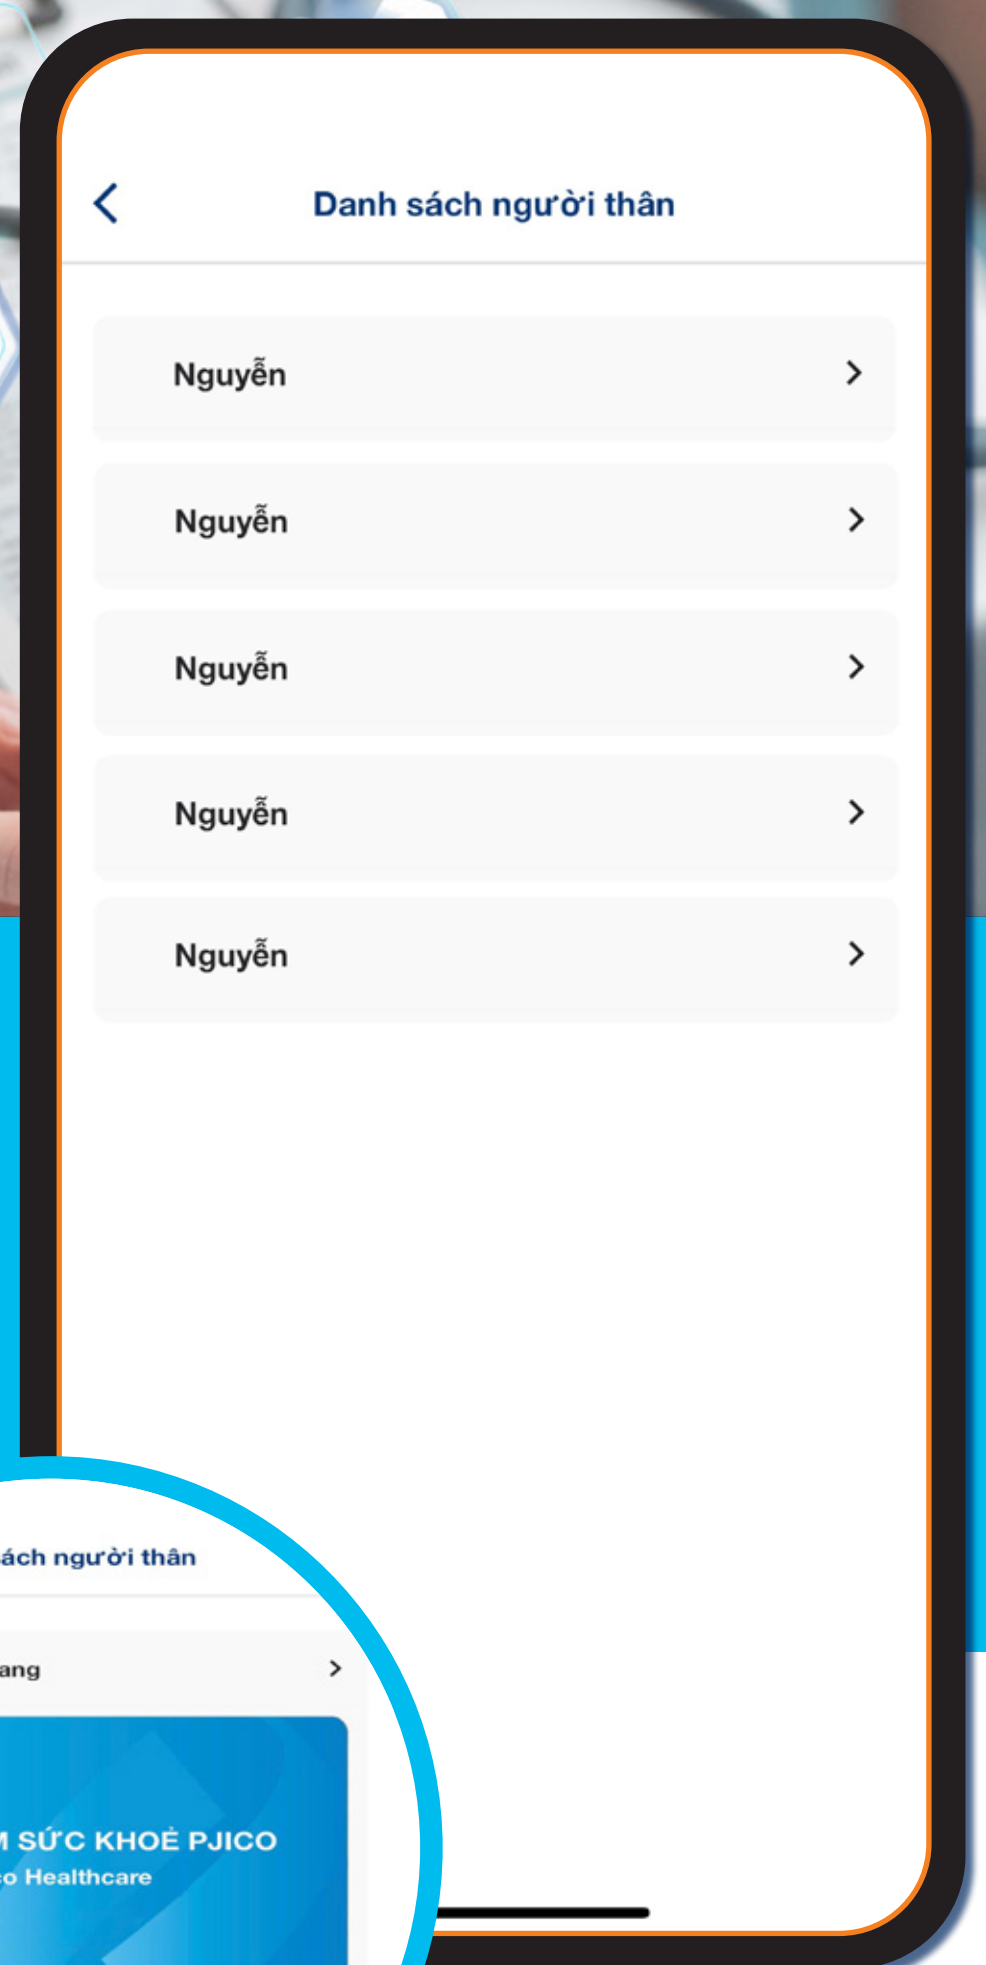 Danh sách người thân
Nguyễn
Nguyễn
Nguyễn
Nguyễn
Nguyễn
ách người thân
ang
SỨC KHOẺ PJICO
Healthcare